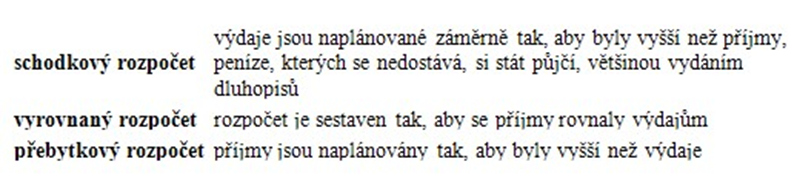 výdaje jsou naplánované záměrně tak, aby byly vyšší než příjmy,
schodkový rozpočet peníze, kterých se nedostává, si stát půjčí, většinou vydáním
dluhopisů
vyrovnaný rozpočet rozpočet je sestaven tak, aby se příjmy rovnaly výdajům
přebytkový rozpočet příjmy jsou naplánovány tak, aby byly vyšší než výdaje